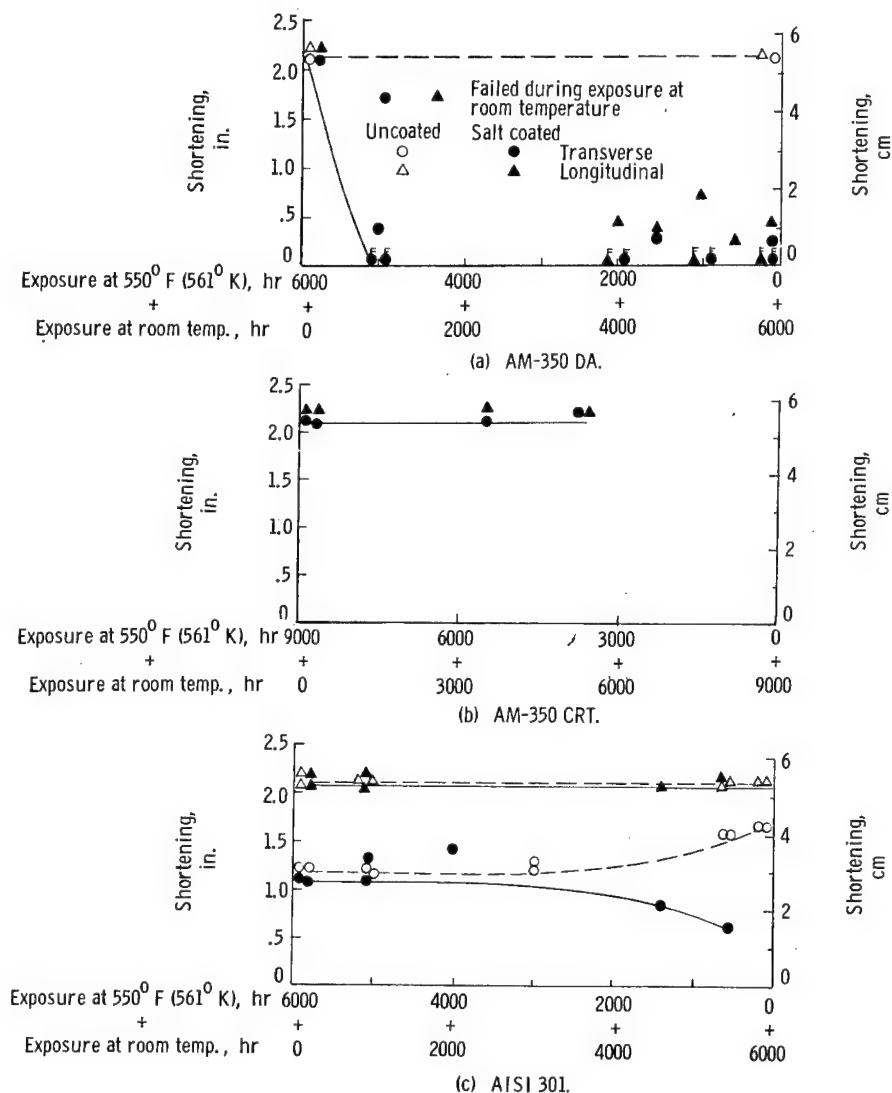 2.5
2.0
1.5
1.0
.5
0
Shortening,
in.
6
4
2
0
Shortening,
cm
Failed during exposure at
room temperature
Uncoated Salt coated
Transverse
Longitudinal
F F F F F F F F
Exposure at 550⁰ F (561⁰ K), hr 6000 4000 2000 0
+ + + +
Exposure at room temp., hr 0 2000 4000 6000
(a) AM-350 DA.
2.5
2.0
1.5
1.0
.5
0
Shortening,
in.
6
4
2
0
Shortening,
cm
Exposure at 550⁰ F (561⁰ K), hr 9000 6000 3000 0
+ + + + +
Exposure at room temp., hr 0 3000 6000 9000
(b) AM-350 CRT.
2.5
2.0
1.5
1.0
.5
0
Shortening,
in.
6
4
2
0
Shortening,
cm
Exposure at 550⁰ F (561⁰ K), hr 6000 4000 2000 0
+ + + + +
Exposure at room temp., hr 0 2000 4000 6000
(c) AISI 301.